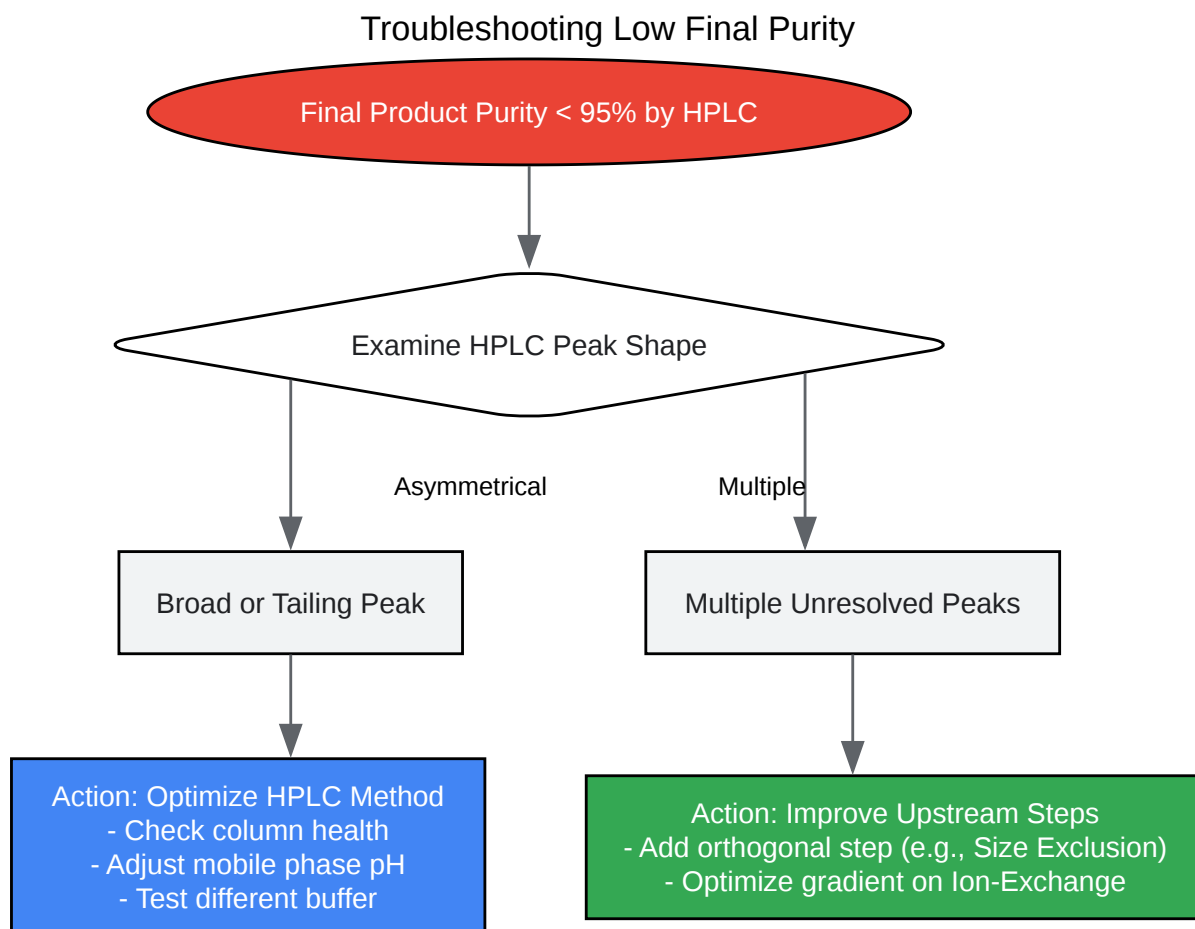 Troubleshooting Low Final Purity
Final Product Purity < 95% by HPLC
Examine HPLC Peak Shape
Asymmetrical
Multiple
Broad or Tailing Peak
Multiple Unresolved Peaks
Action: Optimize HPLC Method
- Check column health
- Adjust mobile phase pH
- Test different buffer
Action: Improve Upstream Steps
- Add orthogonal step (e.g., Size Exclusion)
- Optimize gradient on Ion-Exchange